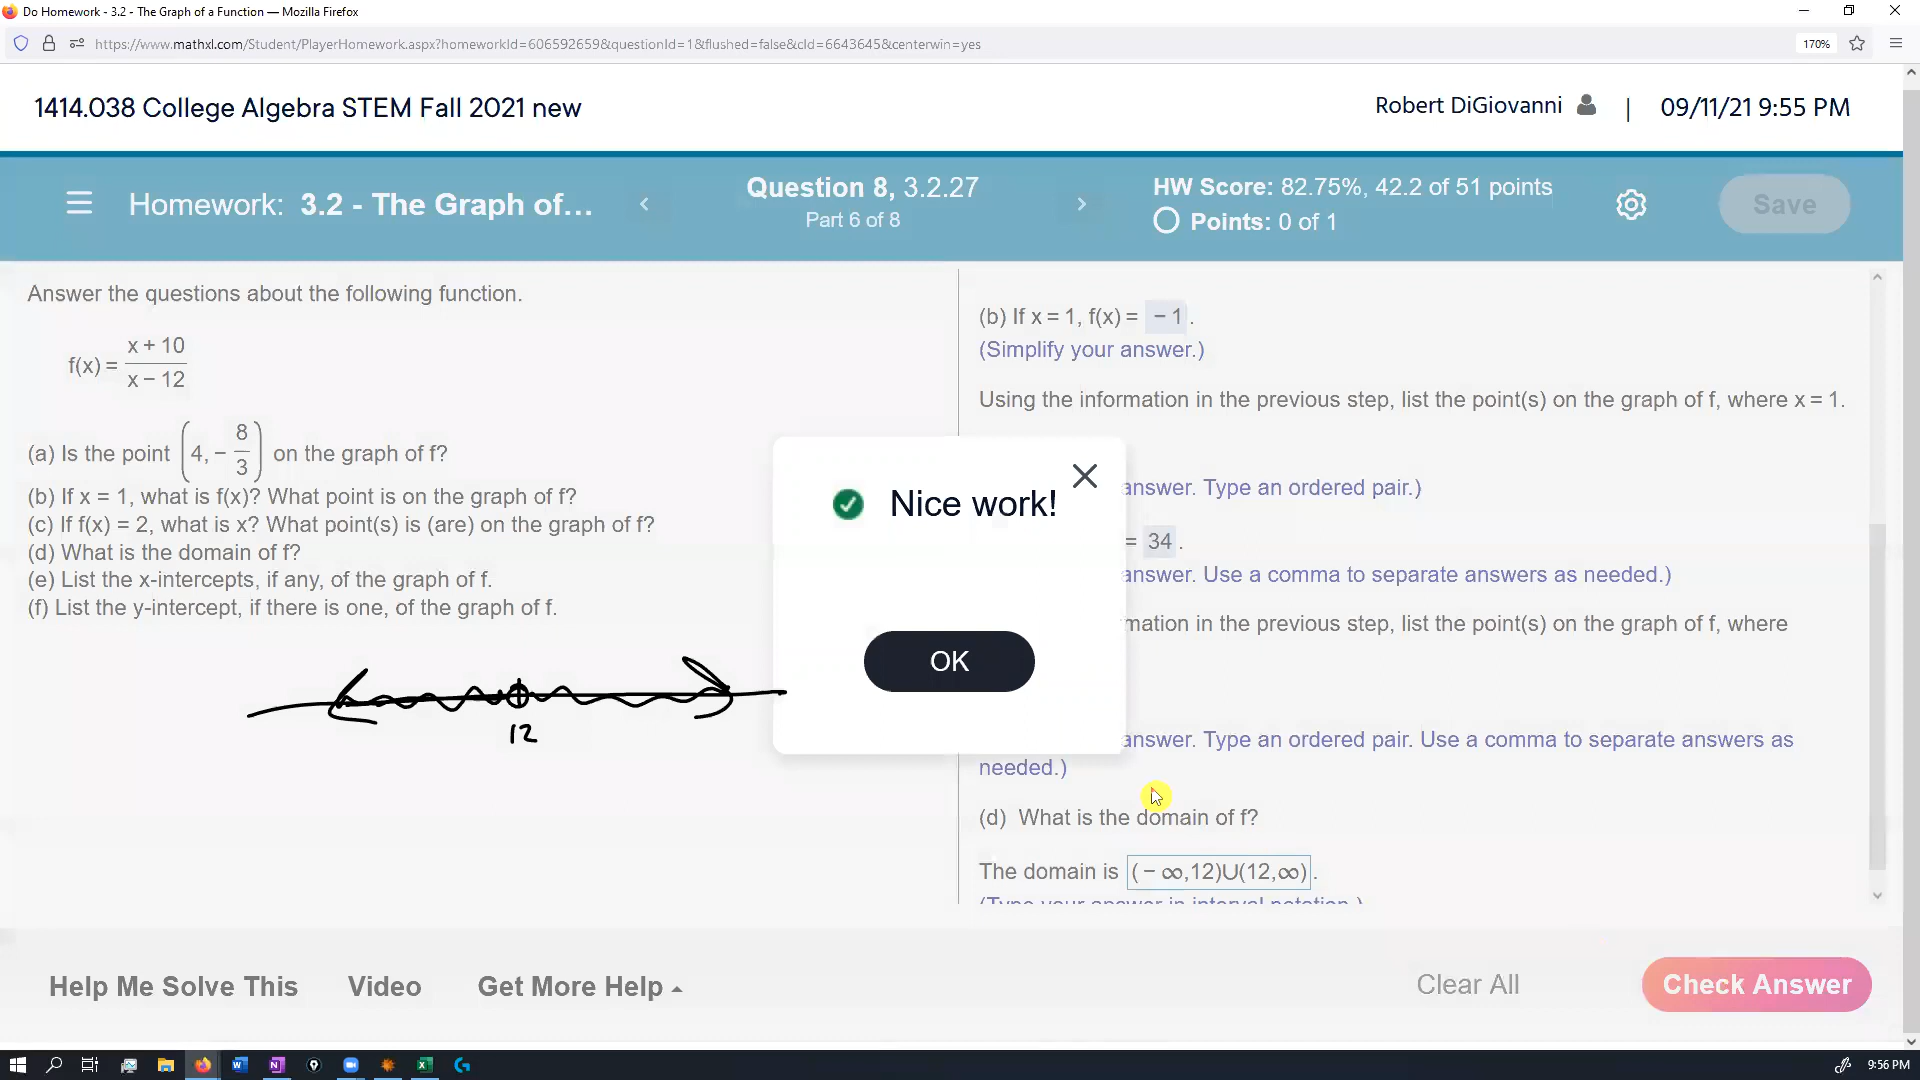 Do Homework - 3.2 - The Graph of a Function — Mozilla Firefox
https://www.mathxl.com/Student/PlayerHomework.aspx?homeworkId=606592659&questionId=1&flushed=false&cId=6643645&centerwin=yes
170%
1414.038 College Algebra STEM Fall 2021 new
Robert DiGiovanni | 09/11/21 9:55 PM
Homework: 3.2 - The Graph of...
Question 8, 3.2.27
Part 6 of 8
HW Score: 82.75%, 42.2 of 51 points
Points: 0 of 1
Save
Answer the questions about the following function.
f(x) = x + 10 / x − 12
(a) Is the point (4, − 8/3) on the graph of f?
(b) If x = 1, what is f(x)? What point is on the graph of f?
(c) If f(x) = 2, what is x? What point(s) is (are) on the graph of f?
(d) What is the domain of f?
(e) List the x-intercepts, if any, of the graph of f.
(f) List the y-intercept, if there is one, of the graph of f.
12
(b) If x = 1, f(x) = − 1 .
(Simplify your answer.)
Using the information in the previous step, list the point(s) on the graph of f, where x = 1.
answer. Type an ordered pair.)
= 34 .
answer. Use a comma to separate answers as needed.)
mation in the previous step, list the point(s) on the graph of f, where
answer. Type an ordered pair. Use a comma to separate answers as
needed.)
(d) What is the domain of f?
The domain is (− ∞,12)∪(12,∞) .
(Type your answer in interval notation.)
Nice work!
OK
Help Me Solve This
Video
Get More Help
Clear All
Check Answer
9:56 PM